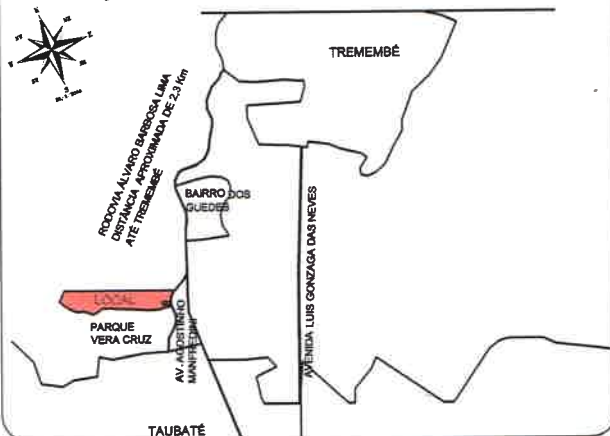 TREMEMBÉ
RODOVIA ÁLVARO BARBOSA LIMA
DISTÂNCIA APROXIMADA DE 2,3 Km
ATÉ TREMEMBÉ
BAIRRO DOS
GUEDES
AVENIDA LUIS GONZAGA DAS NEVES
LOCAL
PARQUE
VERA CRUZ
AV. AGOSTINHO
MANFREDINI
TAUBATÉ